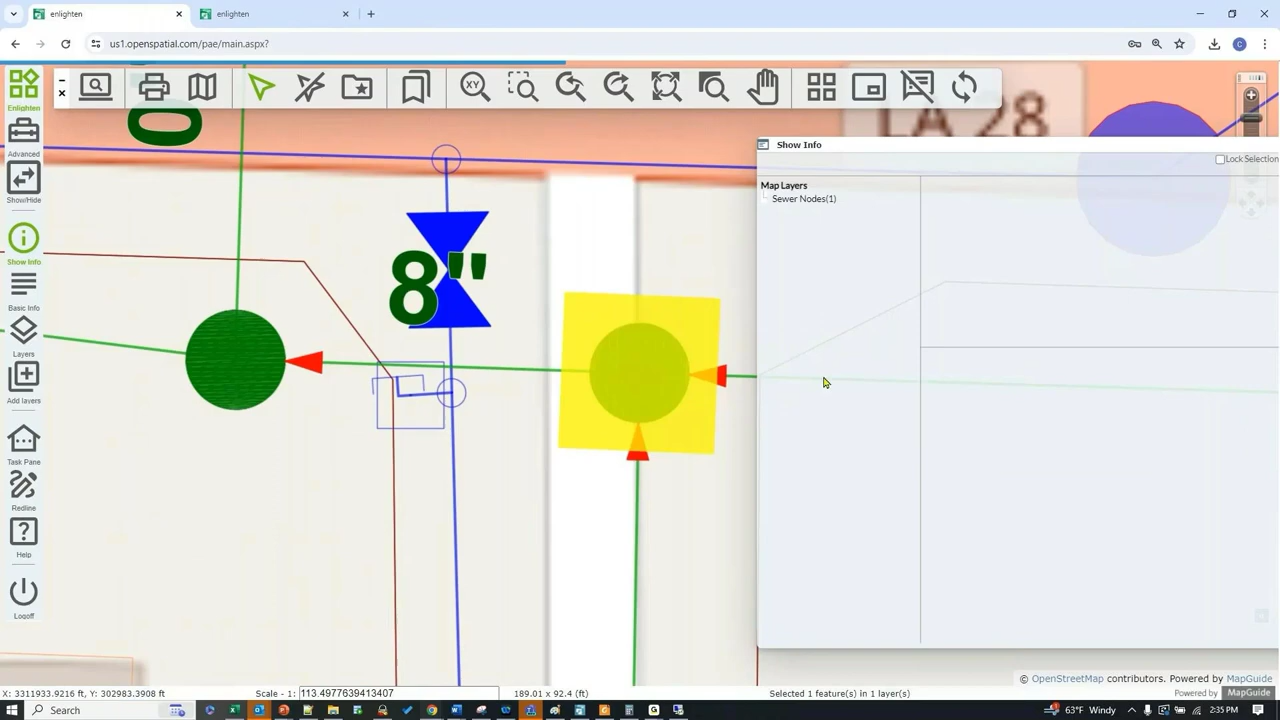 enlighten
enlighten
us1.openspatial.com/pae/main.aspx?
Enlighten
Advanced
Show/Hide
Show Info
Basic Info
Layers
Add layers
Task Pane
Redline
Help
Logoff
XY
0
8"
LA 28
Show Info
Lock Selection
Map Layers
Sewer Nodes(1)
© OpenStreetMap contributors. Powered by MapGuide
X: 3311933.9216 ft, Y: 302983.3908 ft
Scale - 1: 113.4977639413407
189.01 x 92.4 (ft)
Selected 1 feature(s) in 1 layer(s)
Powered by MapGuide
Search
63°F Windy
2:35 PM